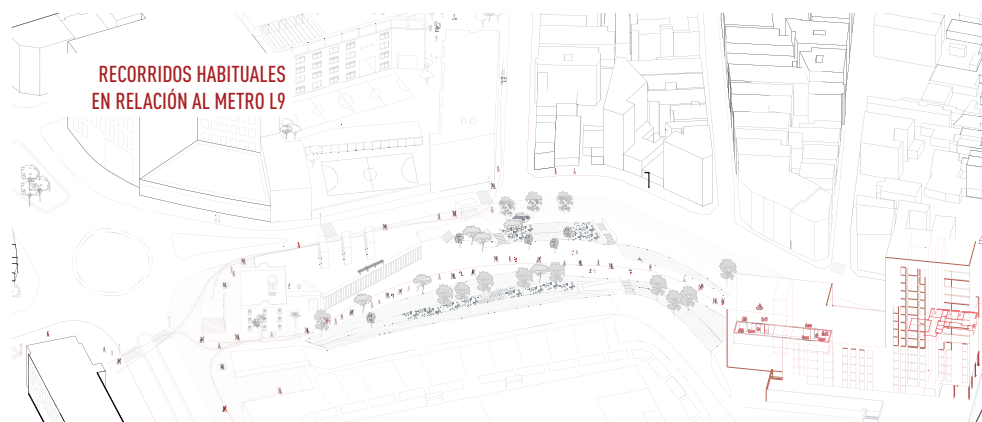 RECORRIDOS HABITUALES
EN RELACIÓN AL METRO L9